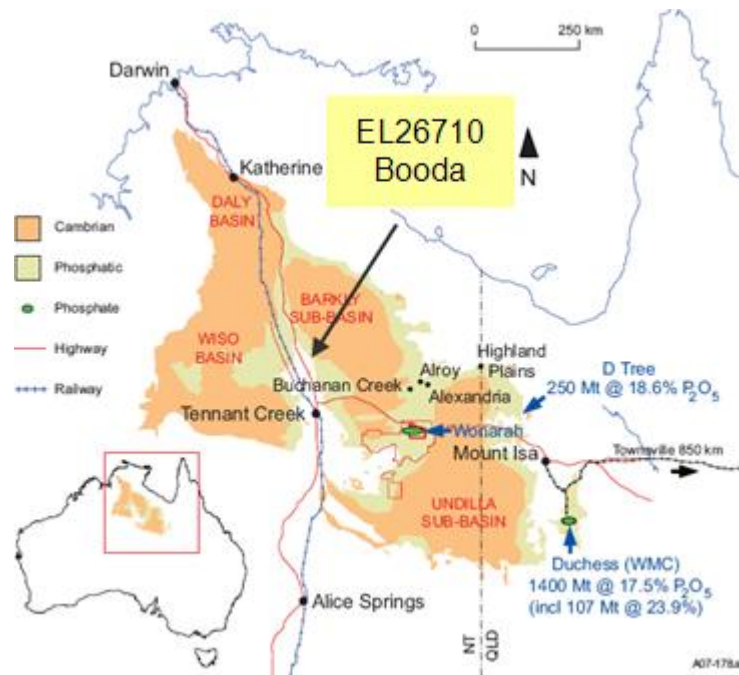 0
250 km
Darwin
EL26710
Booda
N
Katherine
DALY
BASIN
Cambrian
Phosphatic
Phosphate
Highway
Railway
BARKLY
SUB-BASIN
WISO
BASIN
Highland
Plains
Alroy
Buchanan Creek
Alexandria
D Tree
250 Mt @ 18.6% P₂O₅
Tennant Creek
Wonarah
Mount Isa
Townsville 850 km
UNDILLA
SUB-BASIN
Duchess (WMC)
1400 Mt @ 17.5% P₂O₅
(incl 107 Mt @ 23.9%)
Alice Springs
NT
QLD
A07-178a